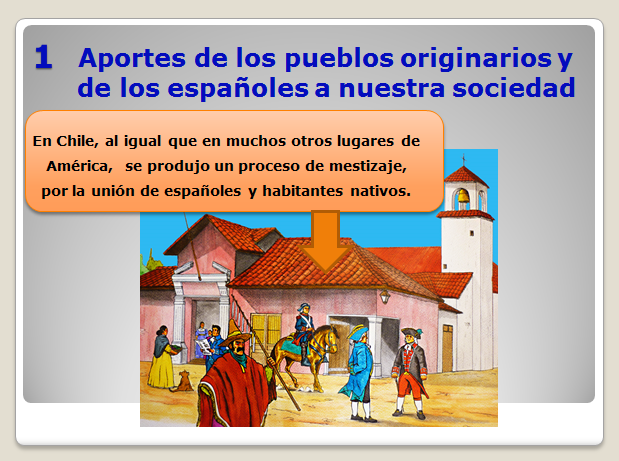 1 Aportes de los pueblos originarios y
de los españoles a nuestra sociedad
En Chile, al igual que en muchos otros lugares de
América, se produjo un proceso de mestizaje,
por la unión de españoles y habitantes nativos.